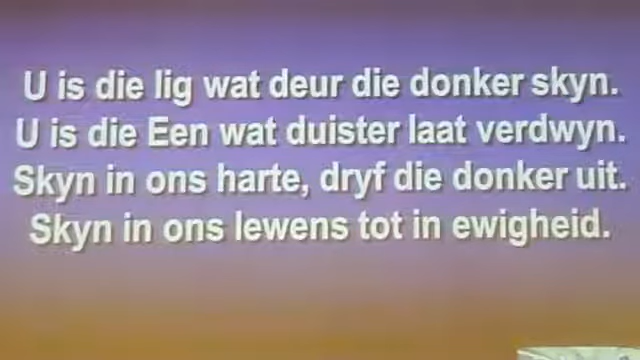 U is die lig wat deur die donker skyn.
U is die Een wat duister laat verdwyn.
Skyn in ons harte, dryf die donker uit.
Skyn in ons lewens tot in ewigheid.